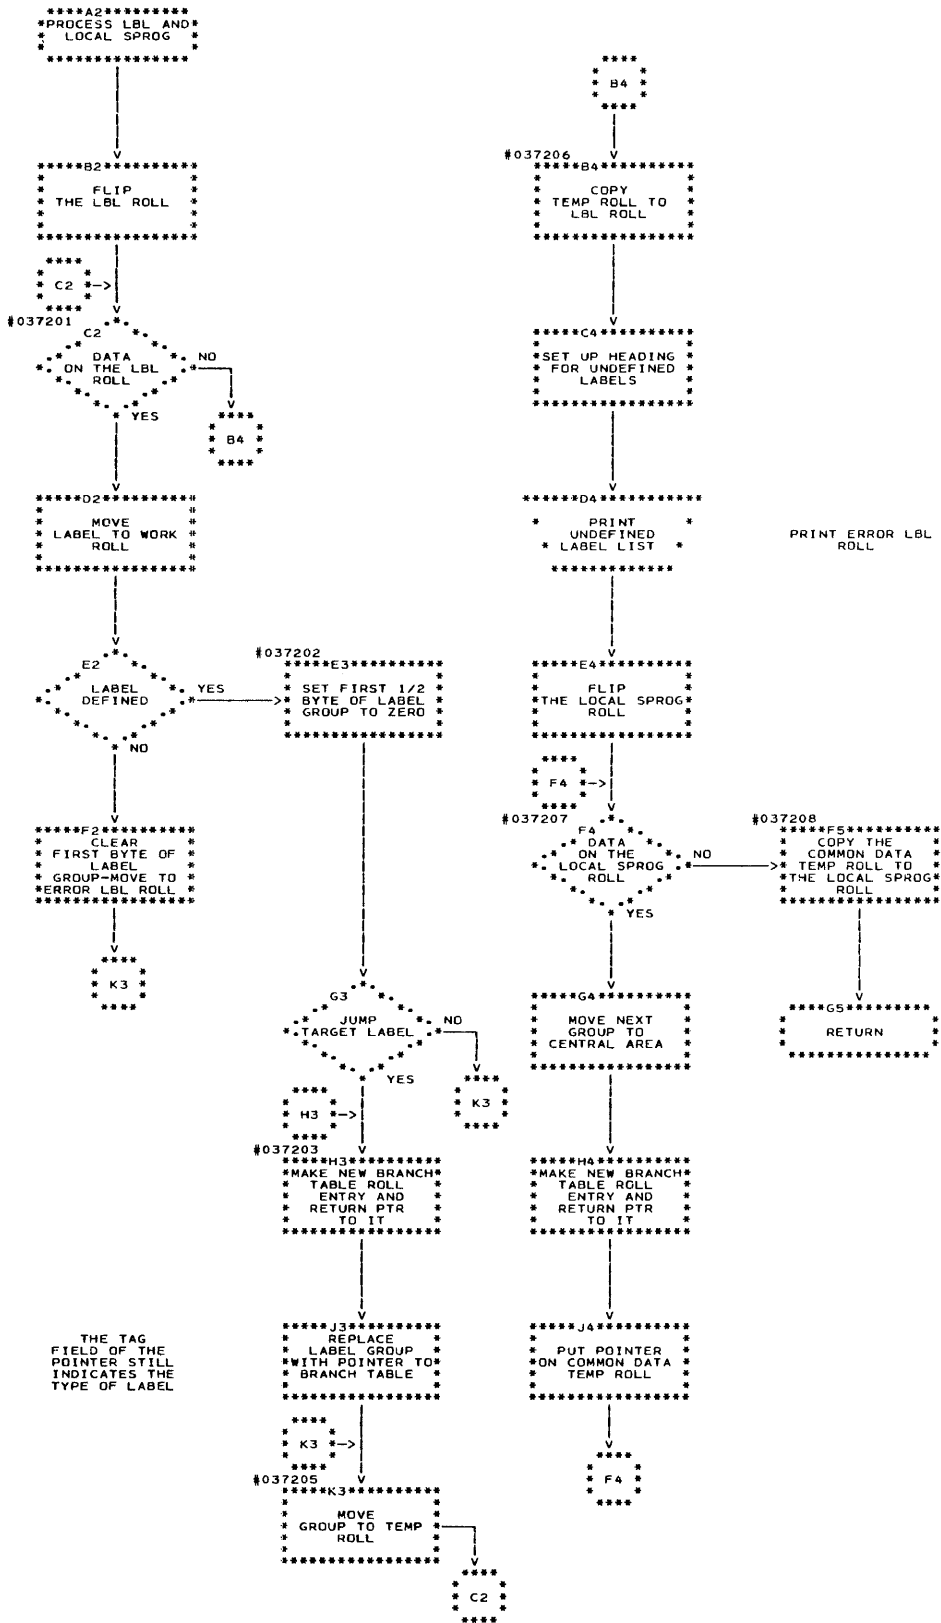 A2
PROCESS LBL AND
LOCAL SPROG
B2
FLIP
THE LBL ROLL
C2
#037201
C2
DATA
ON THE LBL
ROLL
NO
YES
B4
D2
MOVE
LABEL TO WORK
ROLL
E2
LABEL
DEFINED
YES
NO
F2
CLEAR
FIRST BYTE OF
LABEL
GROUP-MOVE TO
ERROR LBL ROLL
K3
#037202
E3
SET FIRST 1/2
BYTE OF LABEL
GROUP TO ZERO
G3
JUMP
TARGET LABEL
NO
YES
K3
H3
#037203
H3
MAKE NEW BRANCH
TABLE ROLL
ENTRY AND
RETURN PTR
TO IT
THE TAG
FIELD OF THE
POINTER STILL
INDICATES THE
TYPE OF LABEL
J3
REPLACE
LABEL GROUP
WITH POINTER TO
BRANCH TABLE
K3
#037205
K3
MOVE
GROUP TO TEMP
ROLL
C2
B4
#037206
B4
COPY
TEMP ROLL TO
LBL ROLL
C4
SET UP HEADING
FOR UNDEFINED
LABELS
D4
PRINT
UNDEFINED
LABEL LIST
PRINT ERROR LBL
ROLL
E4
FLIP
THE LOCAL SPROG
ROLL
F4
#037207
F4
DATA
ON THE
LOCAL SPROG
ROLL
NO
YES
#037208
F5
COPY THE
COMMON DATA
TEMP ROLL TO
THE LOCAL SPROG
ROLL
G5
RETURN
G4
MOVE NEXT
GROUP TO
CENTRAL AREA
H4
MAKE NEW BRANCH
TABLE ROLL
ENTRY AND
RETURN PTR
TO IT
J4
PUT POINTER
ON COMMON DATA
TEMP ROLL
F4